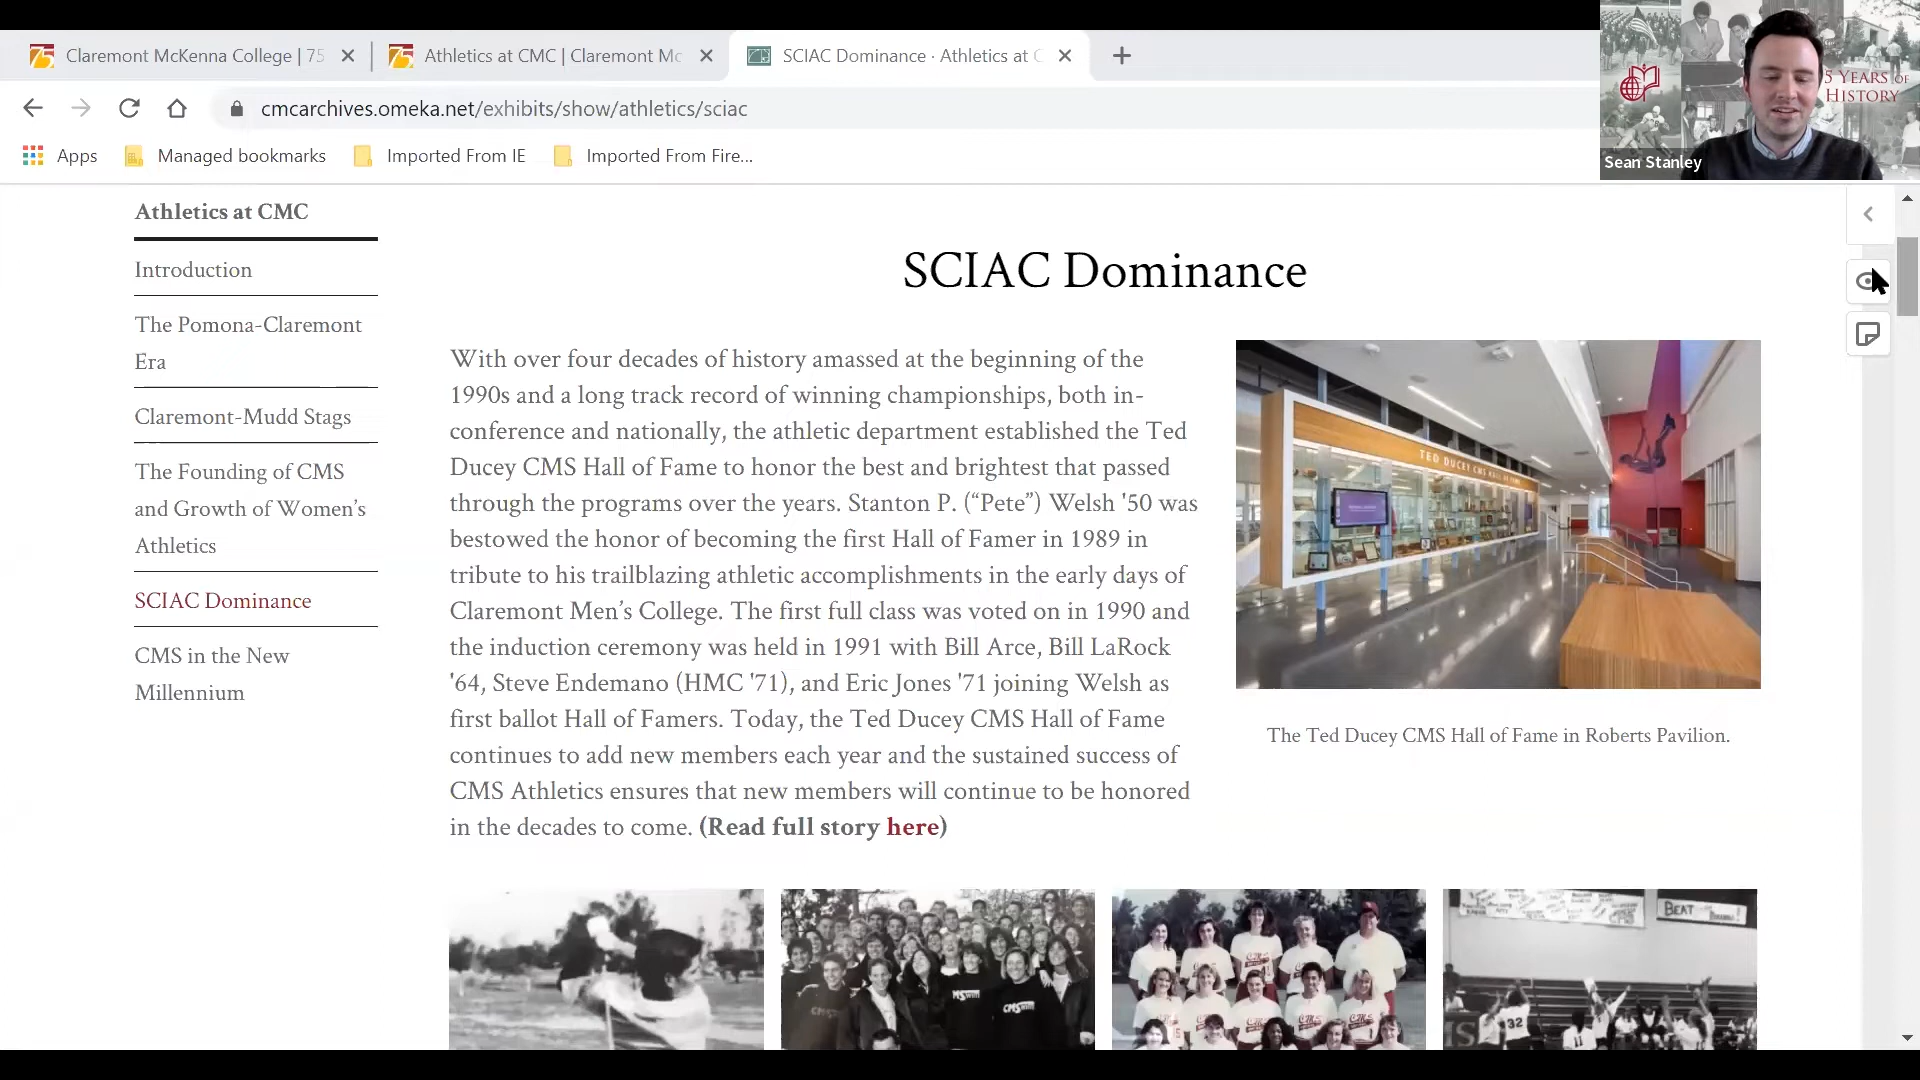 Claremont McKenna College | 75
Athletics at CMC | Claremont Mc
SCIAC Dominance · Athletics at C
cmcarchives.omeka.net/exhibits/show/athletics/sciac
Apps
Managed bookmarks
Imported From IE
Imported From Fire...
5 YEARS OF
HISTORY
Sean Stanley
Athletics at CMC
Introduction
The Pomona-Claremont
Era
Claremont-Mudd Stags
The Founding of CMS
and Growth of Women’s
Athletics
SCIAC Dominance
CMS in the New
Millennium
SCIAC Dominance
With over four decades of history amassed at the beginning of the
1990s and a long track record of winning championships, both in-
conference and nationally, the athletic department established the Ted
Ducey CMS Hall of Fame to honor the best and brightest that passed
through the programs over the years. Stanton P. (“Pete”) Welsh '50 was
bestowed the honor of becoming the first Hall of Famer in 1989 in
tribute to his trailblazing athletic accomplishments in the early days of
Claremont Men’s College. The first full class was voted on in 1990 and
the induction ceremony was held in 1991 with Bill Arce, Bill LaRock
'64, Steve Endemano (HMC '71), and Eric Jones '71 joining Welsh as
first ballot Hall of Famers. Today, the Ted Ducey CMS Hall of Fame
continues to add new members each year and the sustained success of
CMS Athletics ensures that new members will continue to be honored
in the decades to come. (Read full story here)
TED DUCEY CMS HALL OF FAME
The Ted Ducey CMS Hall of Fame in Roberts Pavilion.
BEAT
32
11